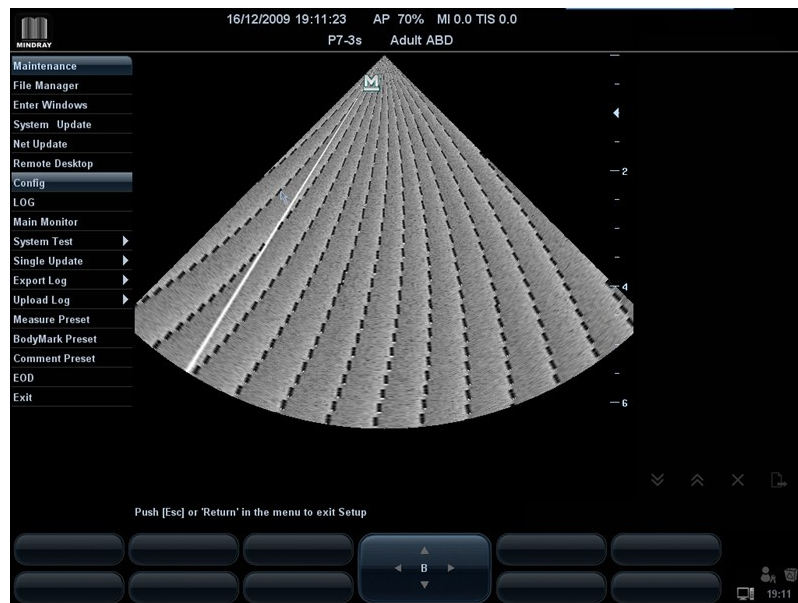 16/12/2009 19:11:23 AP 70% MI 0.0 TIS 0.0
MINDRAY
P7-3s Adult ABD
Maintenance
File Manager
Enter Windows
System Update
Net Update
Remote Desktop
Config
LOG
Main Monitor
System Test
Single Update
Export Log
Upload Log
Measure Preset
BodyMark Preset
Comment Preset
EOD
Exit
M
2
4
6
Push [Esc] or 'Return' in the menu to exit Setup
B
19:11